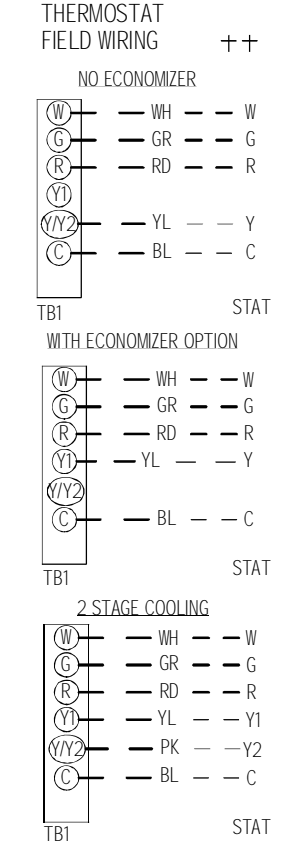 THERMOSTAT
FIELD WIRING ++
NO ECONOMIZER
W WH W
G GR G
R RD R
Y1
Y/Y2 YL Y
C BL C
TB1 STAT
WITH ECONOMIZER OPTION
W WH W
G GR G
R RD R
Y1 YL Y
Y/Y2
C BL C
TB1 STAT
2 STAGE COOLING
W WH W
G GR G
R RD R
Y1 YL Y1
Y/Y2 PK Y2
C BL C
TB1 STAT